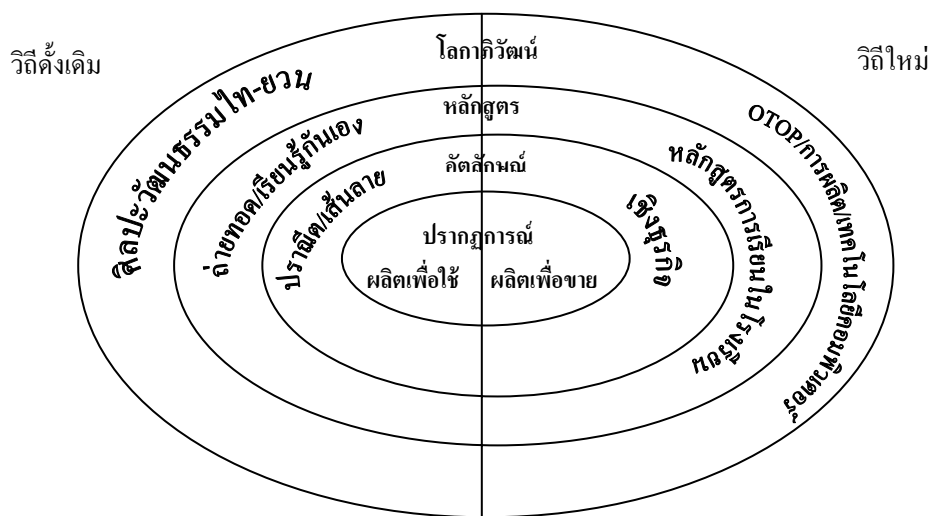 วิถีดั้งเดิม
วิถีใหม่
โลกาภิวัฒน์
ศิลปะวัฒนธรรมไท-ยวน
OTOP/การผลิต/เทคโนโลยีคอมพิวเตอร์
หลักสูตร
ถ่ายทอด/เรียนรู้กันเอง
หลักสูตรการเรียนในโรงเรียน
อัตลักษณ์
ปราณีต/เส้นลาย
เชิงธุรกิจ
ปรากฏการณ์
ผลิตเพื่อใช้
ผลิตเพื่อขาย